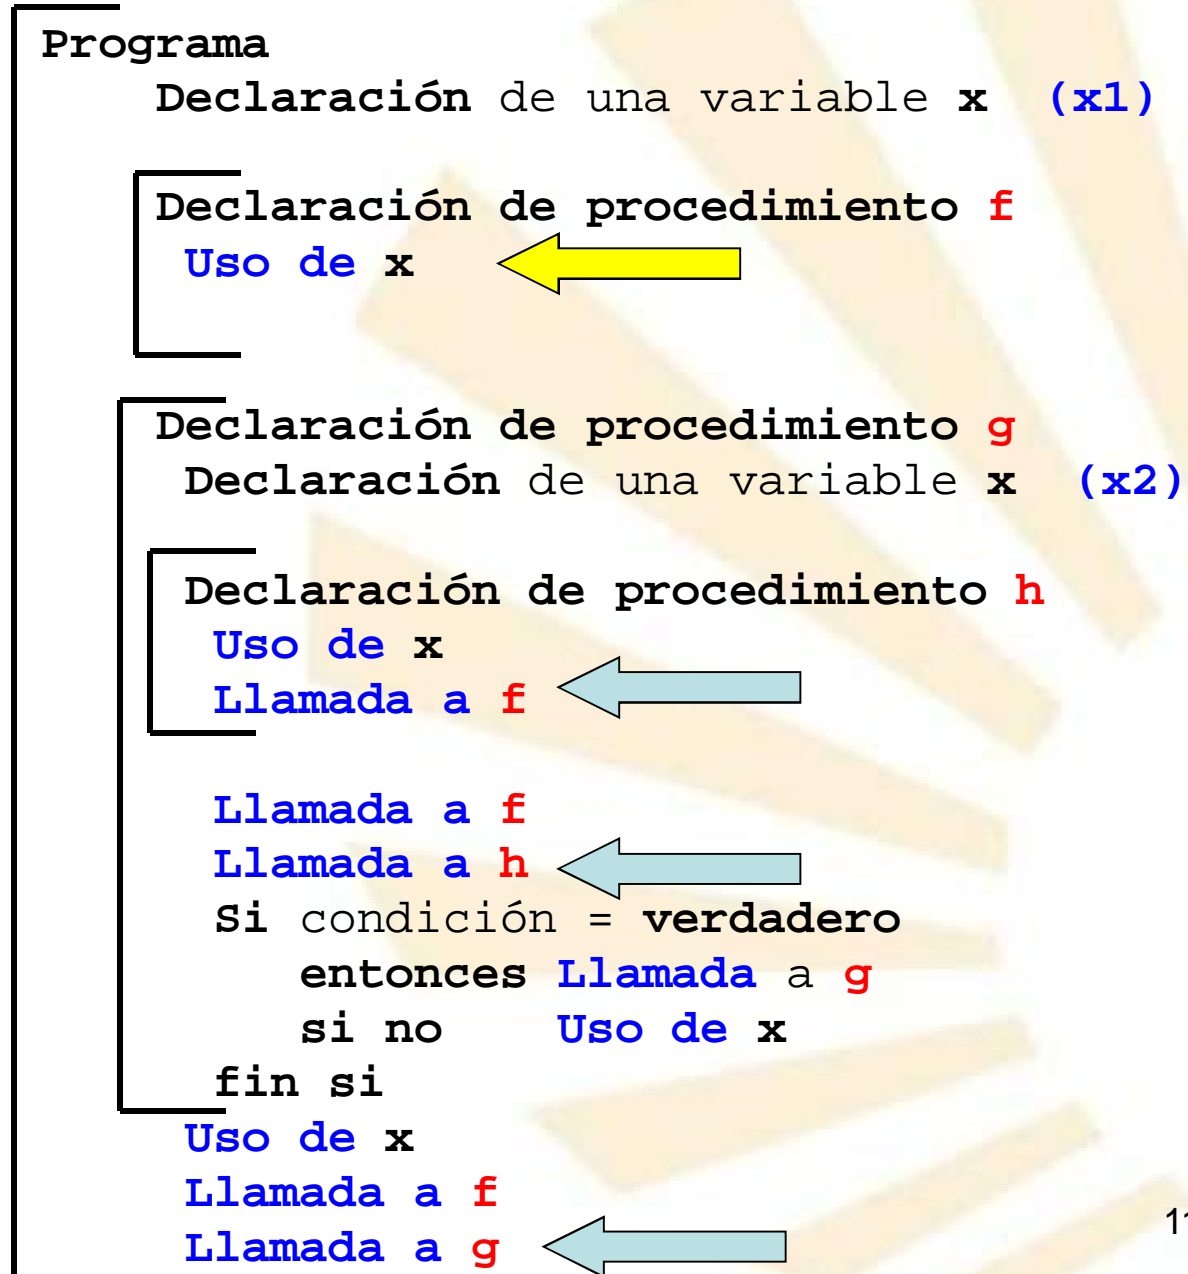 Programa
Declaración de una variable x (x1)
Declaración de procedimiento f
Uso de x
Declaración de procedimiento g
Declaración de una variable x (x2)
Declaración de procedimiento h
Uso de x
Llamada a f
Llamada a f
Llamada a h
Si condición = verdadero
entonces Llamada a g
si no Uso de x
fin si
Uso de x
Llamada a f
Llamada a g